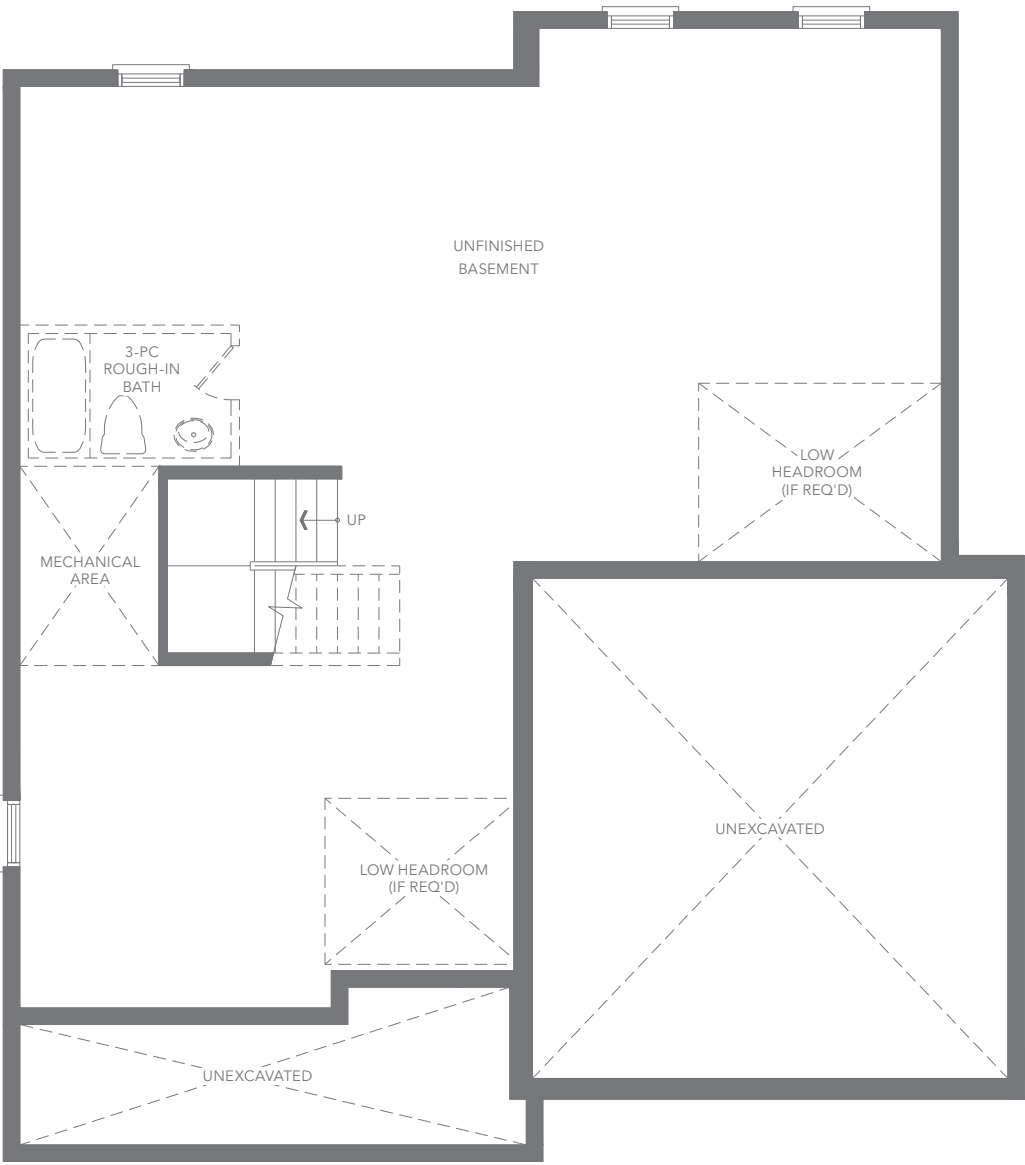 UNFINISHED
BASEMENT
3-PC
ROUGH-IN
BATH
LOW
HEADROOM
(IF REQ'D)
UP
MECHANICAL
AREA
UNEXCAVATED
LOW HEADROOM
(IF REQ'D)
UNEXCAVATED